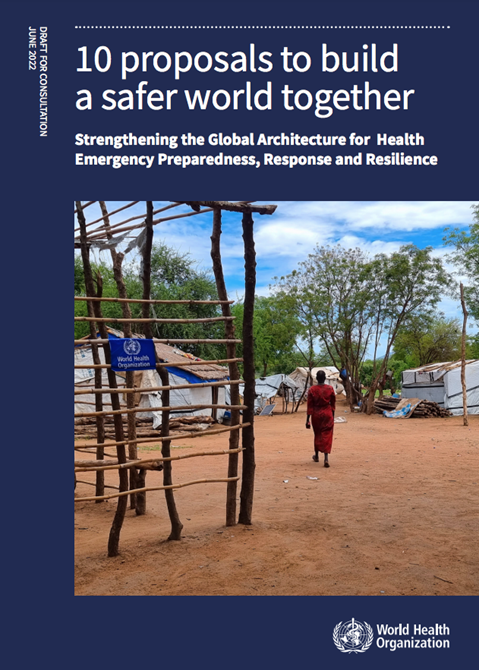 DRAFT FOR CONSULTATION
JUNE 2022
10 proposals to build
a safer world together
Strengthening the Global Architecture for Health
Emergency Preparedness, Response and Resilience
World Health
Organization
World Health
Organization